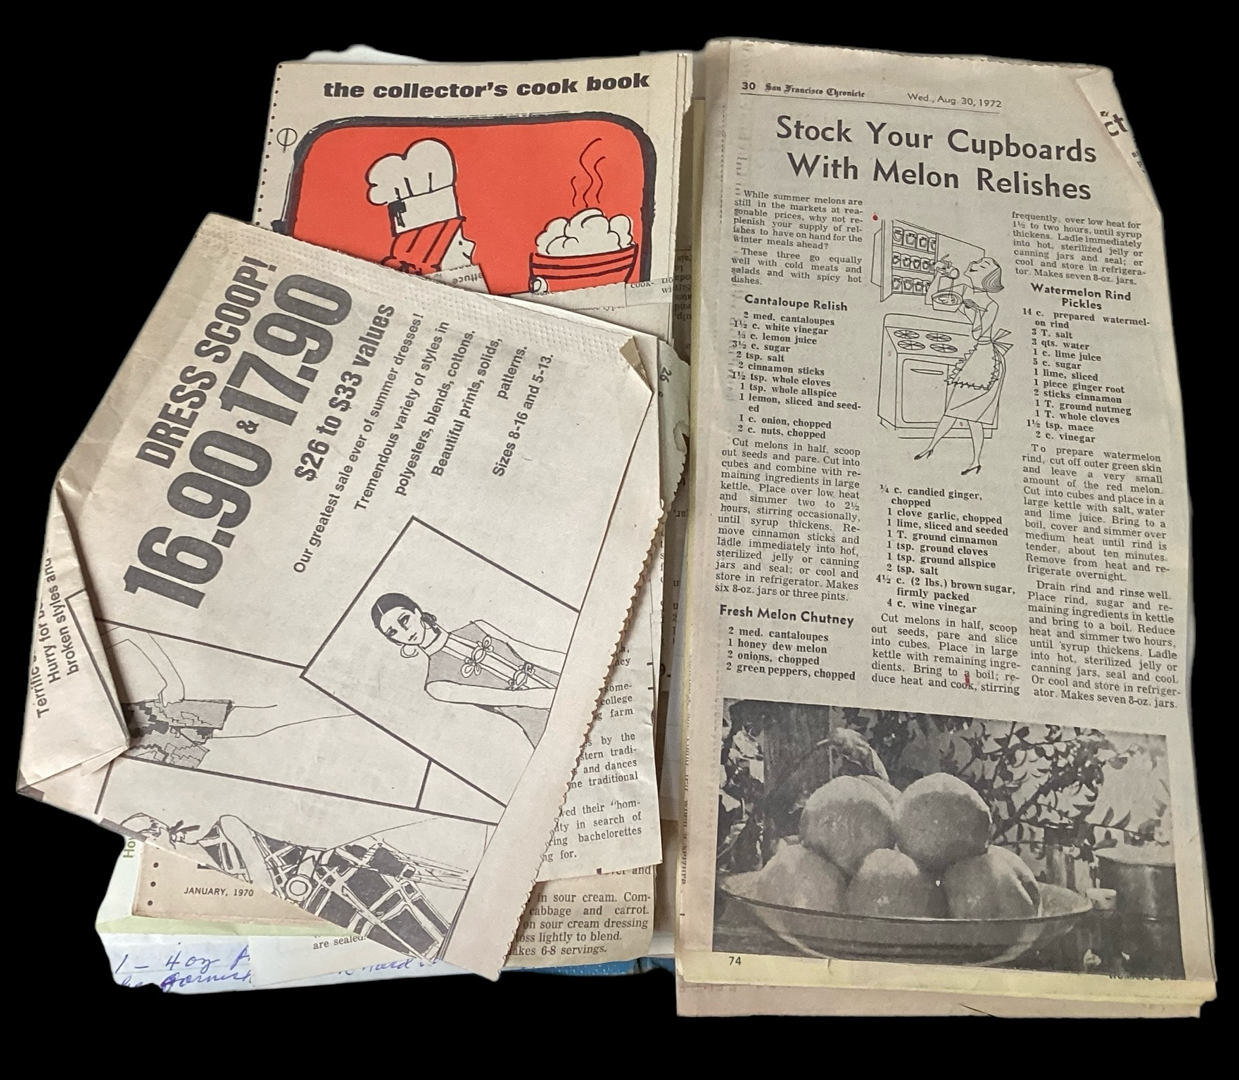 the collector's cook book
DRESS SCOOP!
16.90 & 17.90
$26 to $33 values
Our greatest sale ever of summer dresses!
Tremendous variety of styles in
polyesters, blends, cottons.
Beautiful prints, solids,
patterns.
Sizes 8-16 and 5-13.
Hurry for
broken styles and
26
college
farm
by the
stern tradi-
and dances
traditional
their "hom-
in search of
bachelorettes
for.
and
JANUARY, 1970
are sealed.
in sour cream. Com-
cabbage and carrot.
on sour cream dressing
toss lightly to blend.
akes 6-8 servings.
1 - 4 oz
garnish
30 San Francisco Chronicle Wed., Aug. 30, 1972
Stock Your Cupboards
With Melon Relishes
While summer melons are
still in the markets at rea-
sonable prices, why not re-
plenish your supply of rel-
ishes to have on hand for the
winter meals ahead?
These three go equally
well with cold meats and
salads and with spicy hot
dishes.
Cantaloupe Relish
2 med. cantaloupes
1½ c. white vinegar
c. lemon juice
3½ c. sugar
2 tsp. salt
2 cinnamon sticks
1½ tsp. whole cloves
1 tsp. whole allspice
1 lemon, sliced and seed-
ed
1 c. onion, chopped
2 c. nuts, chopped
Cut melons in half, scoop
out seeds and pare. Cut into
cubes and combine with re-
maining ingredients in large
kettle. Place over low heat
and simmer two to 2½
hours, stirring occasionally,
until syrup thickens. Re-
move cinnamon sticks and
ladle immediately into hot,
sterilized jelly or canning
jars and seal; or cool and
store in refrigerator. Makes
six 8-oz. jars or three pints.
Fresh Melon Chutney
2 med. cantaloupes
1 honey dew melon
2 onions, chopped
2 green peppers, chopped
¼ c. candied ginger,
chopped
1 clove garlic, chopped
1 lime, sliced and seeded
1 T. ground cinnamon
1 tsp. ground cloves
1 tsp. ground allspice
2 tsp. salt
4½ c. (2 lbs.) brown sugar,
firmly packed
4 c. wine vinegar
Cut melons in half, scoop
out seeds, pare and slice
into cubes. Place in large
kettle with remaining ingre-
dients. Bring to a boil; re-
duce heat and cook, stirring
frequently, over low heat for
1½ to two hours, until syrup
thickens. Ladle immediately
into hot, sterilized jelly or
canning jars and seal; or
cool and store in refrigera-
tor. Makes seven 8-oz. jars.
Watermelon Rind
Pickles
14 c. prepared watermel-
on rind
3 T. salt
3 qts. water
1 c. lime juice
5 c. sugar
1 lime, sliced
1 piece ginger root
2 sticks cinnamon
1 T. ground nutmeg
1 T. whole cloves
1½ tsp. mace
2 c. vinegar
To prepare watermelon
rind, cut off outer green skin
and leave a very small
amount of the red melon.
Cut into cubes and place in a
large kettle with salt, water
and lime juice. Bring to a
boil, cover and simmer over
medium heat until rind is
tender, about ten minutes.
Remove from heat and re-
frigerate overnight.
Drain rind and rinse well.
Place rind, sugar and re-
maining ingredients in kettle
and bring to a boil. Reduce
heat and simmer two hours,
until syrup thickens. Ladle
into hot, sterilized jelly or
canning jars, seal and cool.
Or cool and store in refriger-
ator. Makes seven 8-oz. jars.
74